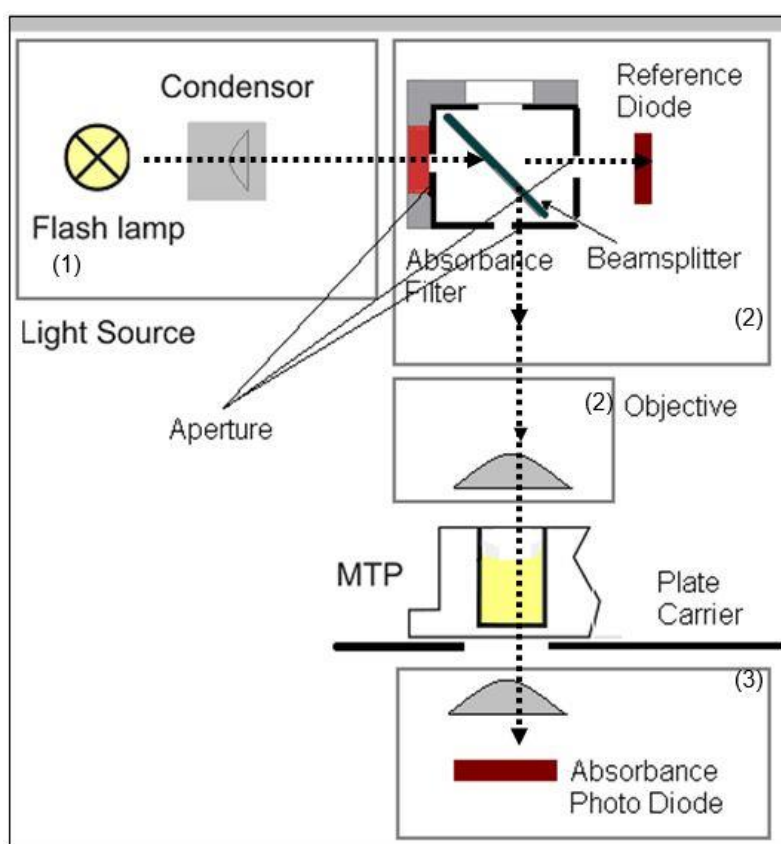 Condensor
Flash lamp
(1)
Light Source
Reference
Diode
Absorbance
Filter
Beamsplitter
(2)
Aperture
(2)
Objective
MTP
Plate
Carrier
(3)
Absorbance
Photo Diode